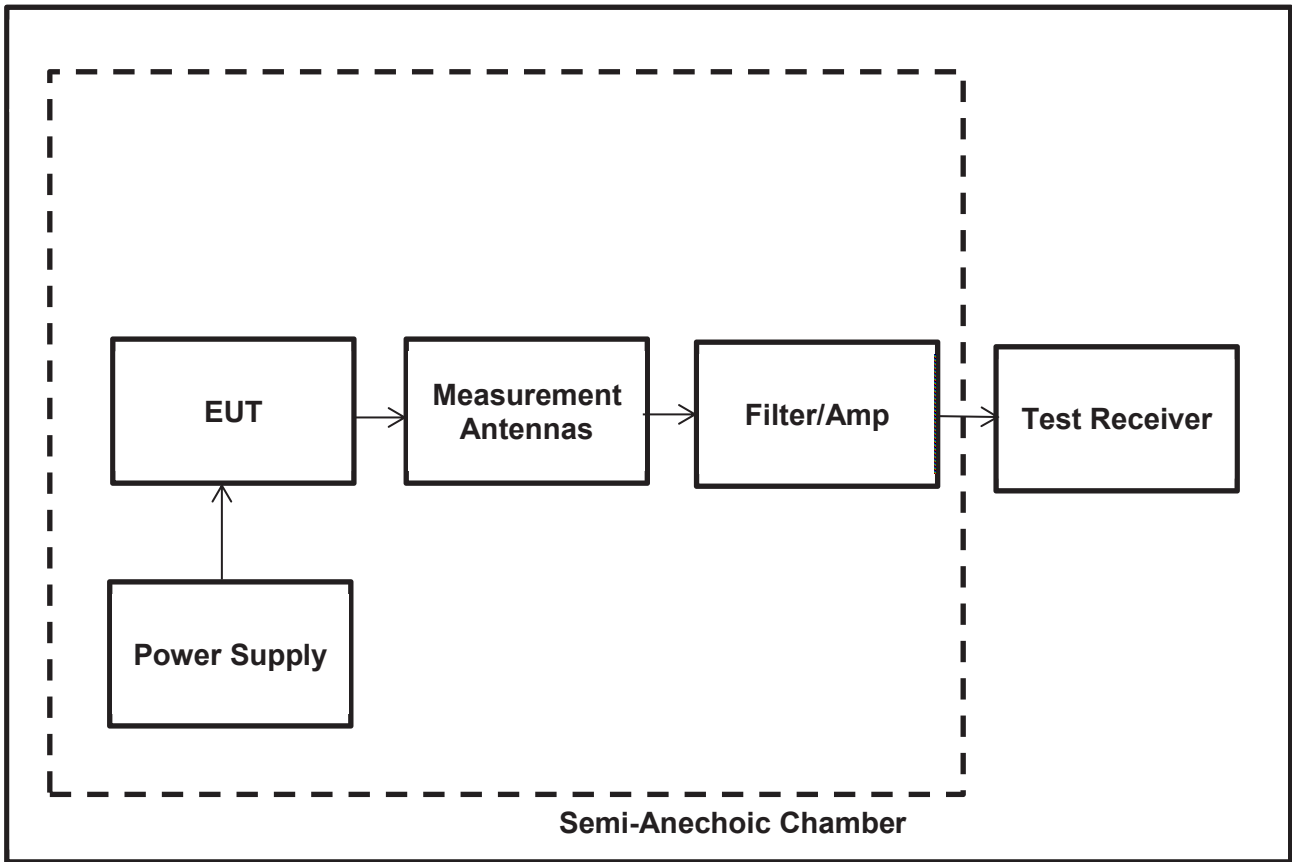 EUT
Measurement
Antennas
Filter/Amp
Test Receiver
Power Supply
Semi-Anechoic Chamber